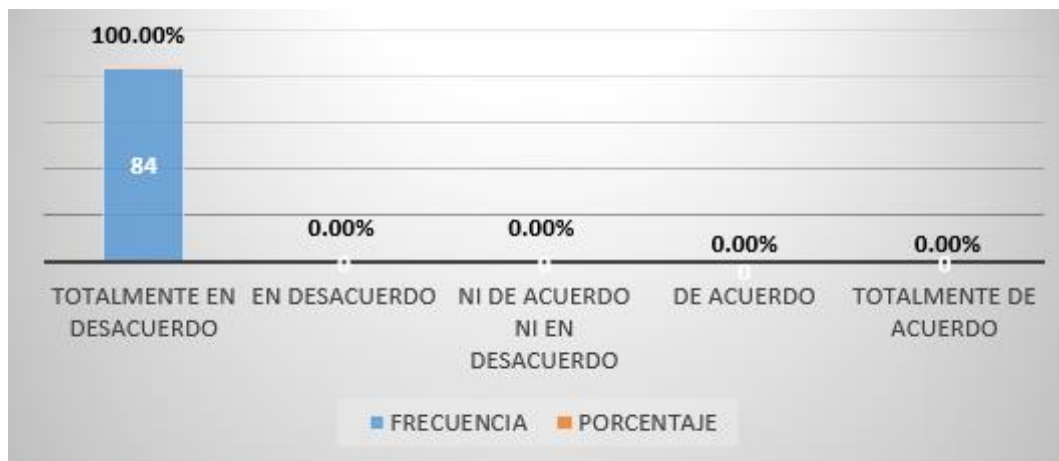 100.00%
84
0.00%
0.00%
0.00%
0.00%
0
0
0
0
TOTALMENTE EN
DESACUERDO
EN DESACUERDO
NI DE ACUERDO
NI EN
DESACUERDO
DE ACUERDO
TOTALMENTE DE
ACUERDO
FRECUENCIA
PORCENTAJE